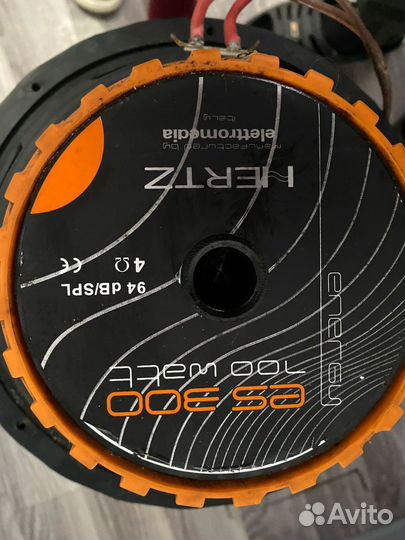 es 300
700 watt
energy
94 dB/SPL
4 Ω CE
HERTZ
manufactured by
elettromedia
italy
Avito